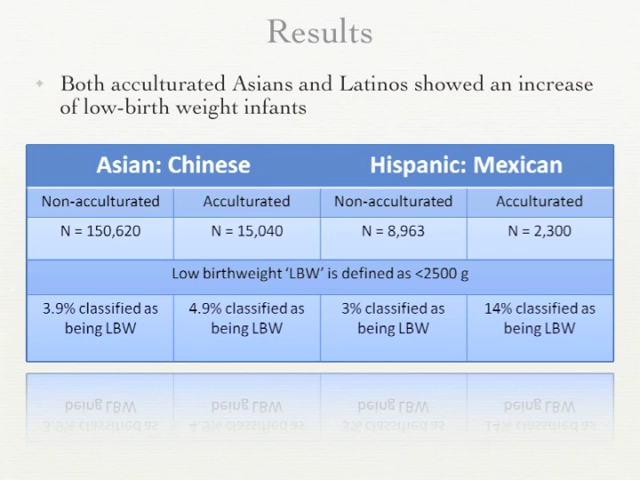 Results
Both acculturated Asians and Latinos showed an increase
of low-birth weight infants
Asian: Chinese Hispanic: Mexican
Non-acculturated Acculturated Non-acculturated Acculturated
N = 150,620 N = 15,040 N = 8,963 N = 2,300
Low birthweight ‘LBW’ is defined as <2500 g
3.9% classified as 4.9% classified as 3% classified as 14% classified as
being LBW being LBW being LBW being LBW